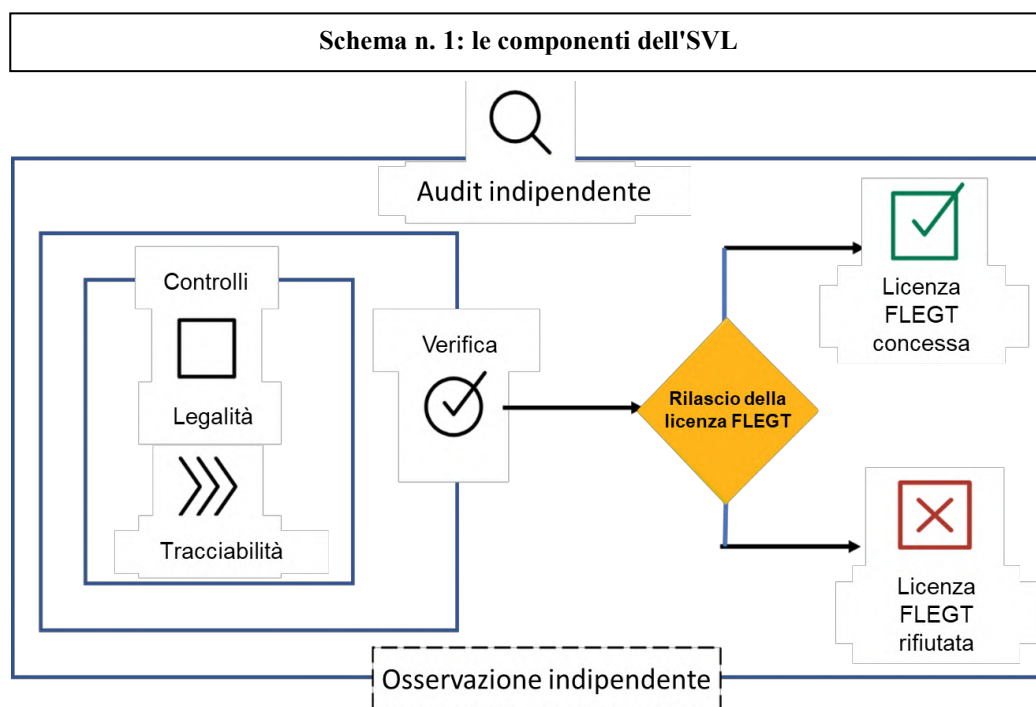 Schema n. 1: le componenti dell'SVL
Audit indipendente
Controlli
Legalità
Tracciabilità
Verifica
Rilascio della
licenza FLEGT
Licenza
FLEGT
concessa
Licenza
FLEGT
rifiutata
Osservazione indipendente